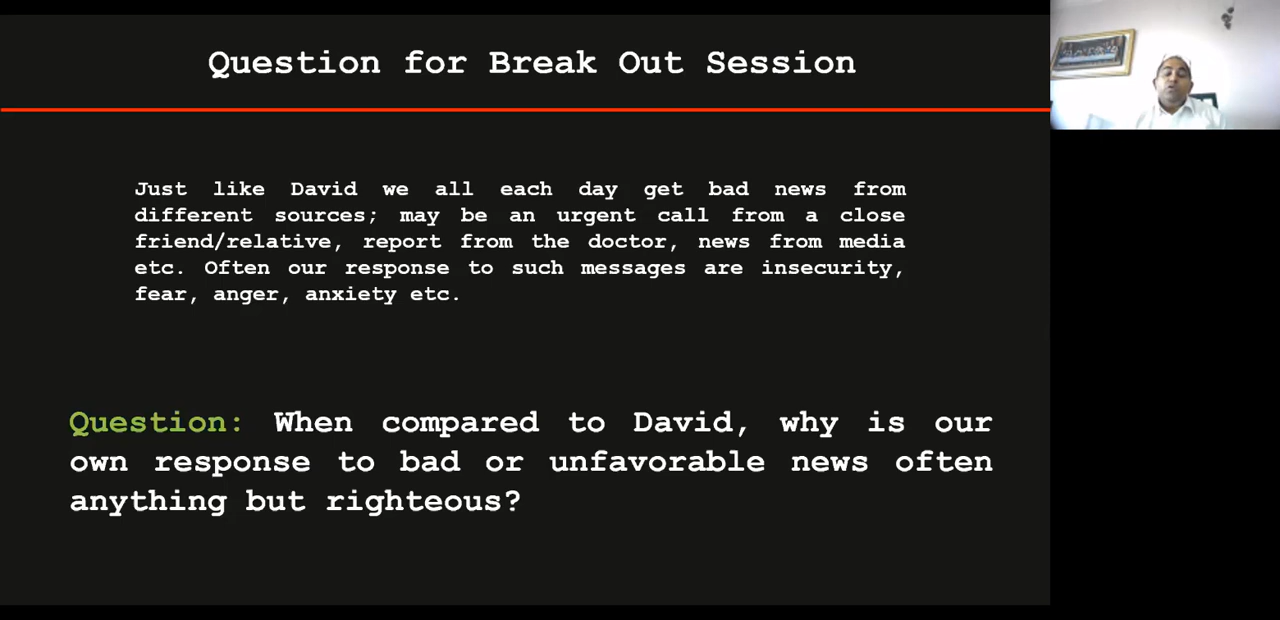 Question for Break Out Session
Just like David we all each day get bad news from
different sources; may be an urgent call from a close
friend/relative, report from the doctor, news from media
etc. Often our response to such messages are insecurity,
fear, anger, anxiety etc.
Question: When compared to David, why is our
own response to bad or unfavorable news often
anything but righteous?